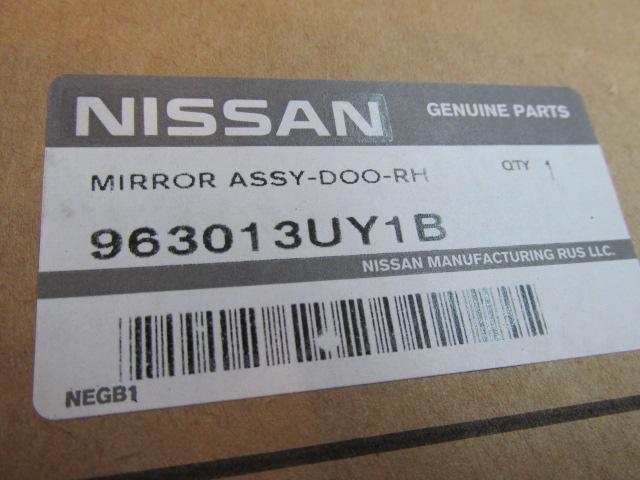 NISSAN GENUINE PARTS
MIRROR ASSY-DOO-RH QTY 1
963013UY1B
NISSAN MANUFACTURING RUS LLC.
NEGB1